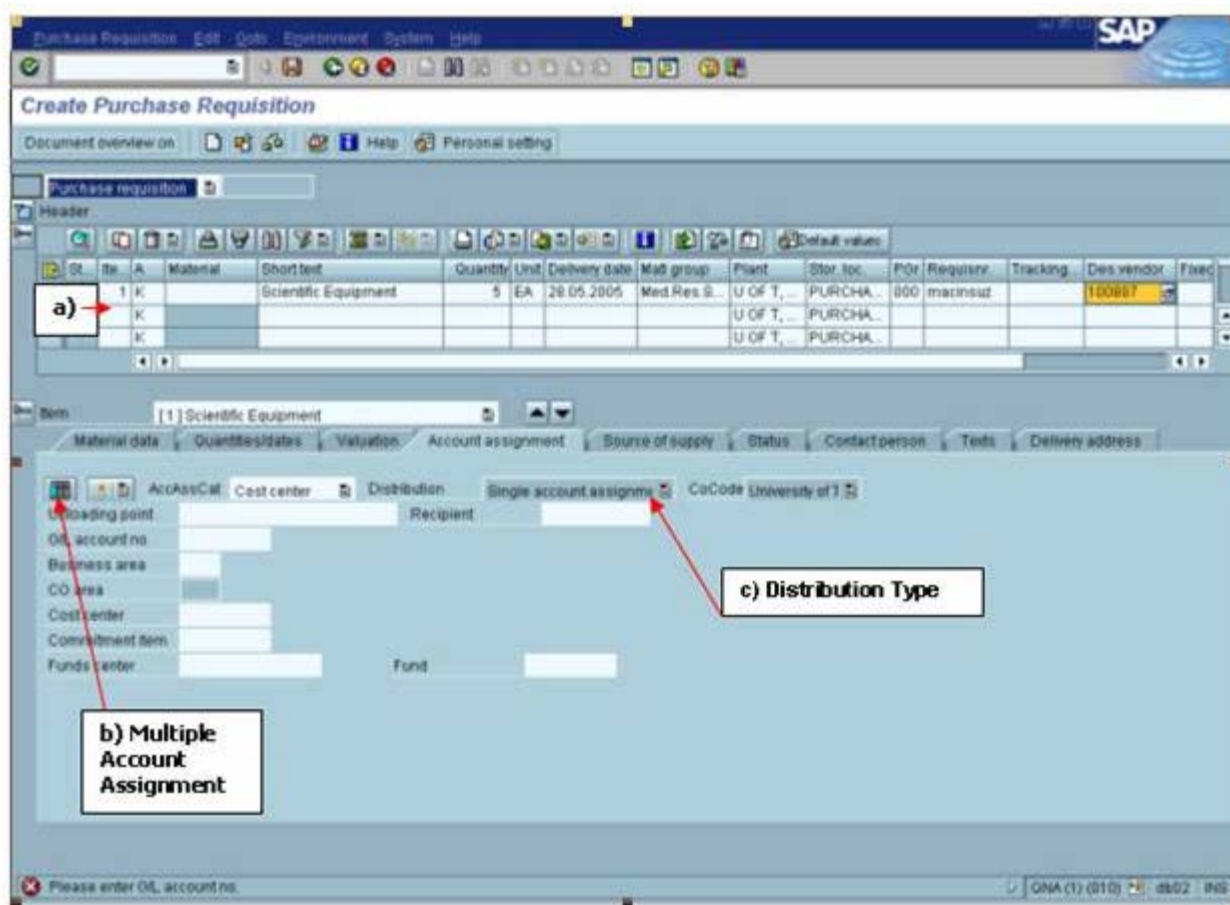 SAP
Purchase Requisition Edit Goto Environment System Help
Create Purchase Requisition
Document overview on Help Personal setting
Purchase requisition
Header
Default values
St. Ite. A Material Short text Quantity Unit Delivery date Matl group Plant Stor. loc. POr Requisnr. Tracking Des.vendor Fixed
1 K Scientific Equipment 5 EA 28.05.2005 Med.Res.S... U OF T, ... PURCHA... 000 macinsuz 100887
a)
K U OF T, ... PURCHA...
K U OF T, ... PURCHA...
Item [ 1 ] Scientific Equipment
Material data Quantities/dates Valuation Account assignment Source of supply Status Contact person Texts Delivery address
AccAssCat Cost center Distribution Single account assignme CoCode University of T
Unloading point Recipient
G/L account no.
Business area
CO area
c) Distribution Type
Cost center
Commitment item
Funds center Fund
b) Multiple
Account
Assignment
Please enter G/L account no.
QNA (1) (010) db02 INS